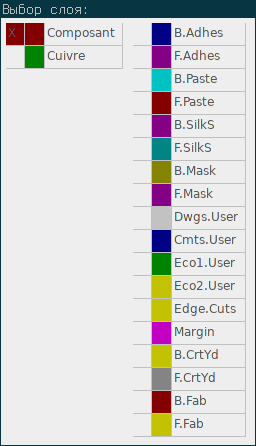 Выбор слоя:
X Composant
Cuivre
B.Adhes
F.Adhes
B.Paste
F.Paste
B.SilkS
F.SilkS
B.Mask
F.Mask
Dwgs.User
Cmts.User
Eco1.User
Eco2.User
Edge.Cuts
Margin
B.CrtYd
F.CrtYd
B.Fab
F.Fab